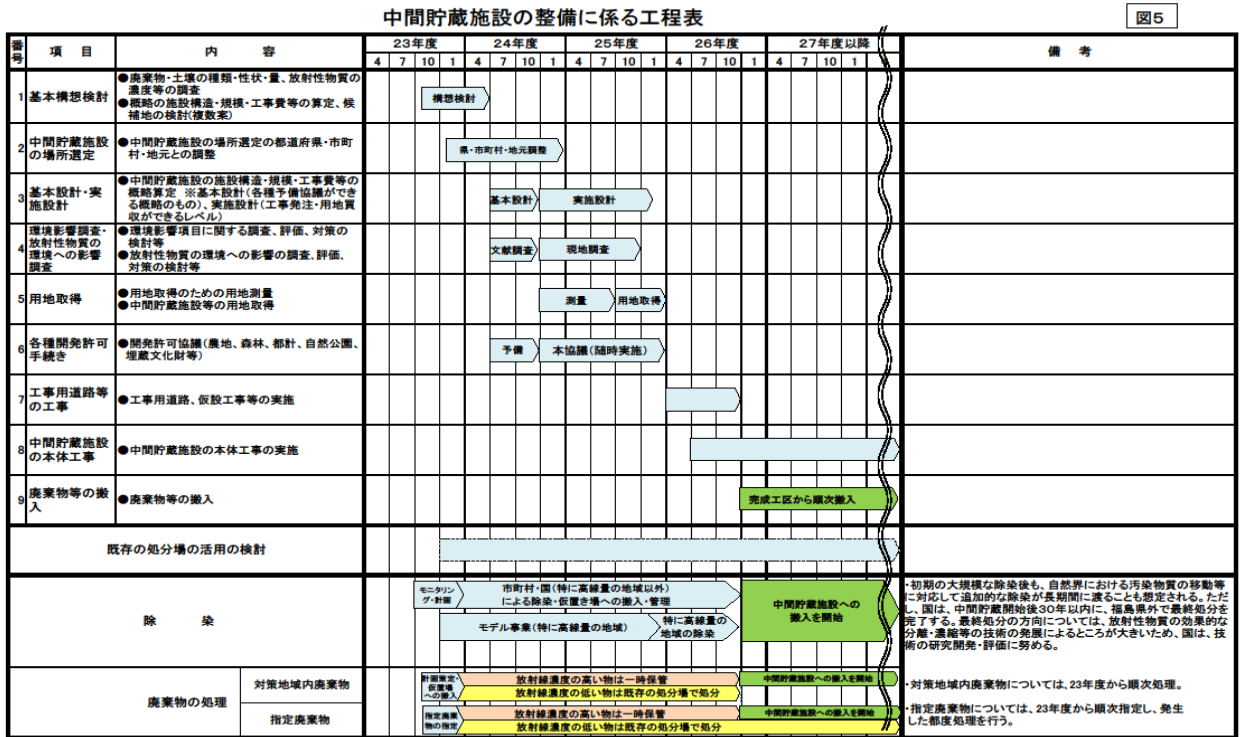 中間貯蔵施設の整備に係る工程表
図5
番号 項 目 内 容 23年度 24年度 25年度 26年度 27年度以降 備 考
4 7 10 1 4 7 10 1 4 7 10 1 4 7 10 1 4 7 10 1
1 基本構想検討
●廃棄物・土壌の種類・性状・量、放射性物質の
濃度等の調査
●概略の施設構造・規模・工事費等の算定、候
補地の検討(複数案)
構想検討
2 中間貯蔵施設
の場所選定
●中間貯蔵施設の場所選定の都道府県・市町
村・地元との調整
県・市町村・地元調整
3 基本設計・実
施設計
●中間貯蔵施設の施設構造・規模・工事費等の
概略算定 ※基本設計(各種予備協議ができ
る概略のもの)、実施設計(工事発注・用地買
収ができるレベル)
基本設計
実施設計
4 環境影響調査・
放射性物質の
環境への影響
調査
●環境影響項目に関する調査、評価、対策の
検討等
●放射性物質の環境への影響の調査、評価、
対策の検討等
文献調査
現地調査
5 用地取得
●用地取得のための用地測量
●中間貯蔵施設等の用地取得
測量
用地取得
6 各種開発許可
手続き
●開発許可協議(農地、森林、都計、自然公園、
埋蔵文化財等)
予備
本協議(随時実施)
7 工事用道路等
の工事
●工事用道路、仮設工事等の実施
8 中間貯蔵施設
の本体工事
●中間貯蔵施設の本体工事の実施
9 廃棄物等の搬
入
●廃棄物等の搬入
完成工区から順次搬入
既存の処分場の活用の検討
除 染
モニタリン
グ・計画
市町村・国(特に高線量の地域以外)
による除染・仮置き場への搬入・管理
モデル事業(特に高線量の地域)
特に高線量の
地域の除染
中間貯蔵施設への
搬入を開始
・初期の大規模な除染後も、自然界における汚染物質の移動等
に対応して追加的な除染が長期間に渡ることも想定される。ただ
し、国は、中間貯蔵開始後30年以内に、福島県外で最終処分を
完了する。最終処分の方向については、放射性物質の効果的な
分離・濃縮等の技術の発展によるところが大きいため、国は、技
術の研究開発・評価に努める。
廃棄物の処理
対策地域内廃棄物
計画策定・
仮置場
への搬入
放射線濃度の高い物は一時保管
放射線濃度の低い物は既存の処分場で処分
中間貯蔵施設への搬入を開始
・対策地域内廃棄物については、23年度から順次処理。
指定廃棄物
指定廃棄
物の指定
放射線濃度の高い物は一時保管
放射線濃度の低い物は既存の処分場で処分
中間貯蔵施設への搬入を開始
・指定廃棄物については、23年度から順次指定し、発生
した都度処理を行う。